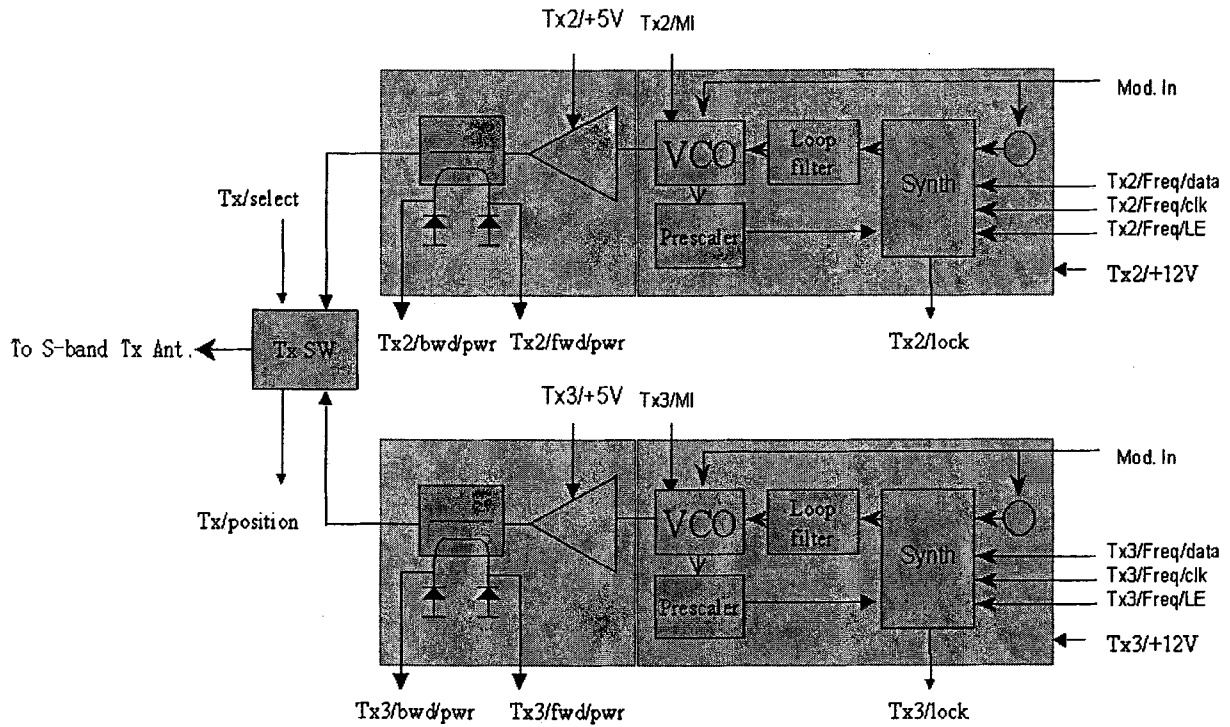 Tx2/+5V
Tx2/MI
Mod. In
VCO
Loop
filter
Synth
Tx2/Freq/data
Tx2/Freq/clk
Tx2/Freq/LE
Prescaler
Tx2/+12V
Tx/select
Tx2/bwd/pwr
Tx2/fwd/pwr
Tx2/lock
To S-band Tx Ant.
Tx SW
Tx3/+5V
Tx3/MI
Mod. In
VCO
Loop
filter
Synth
Tx/position
Tx3/Freq/data
Tx3/Freq/clk
Tx3/Freq/LE
Prescaler
Tx3/+12V
Tx3/bwd/pwr
Tx3/fwd/pwr
Tx3/lock